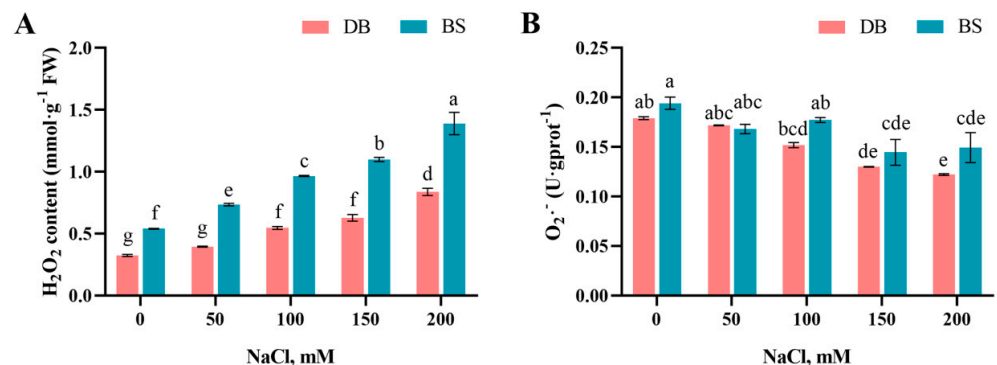 A
DB BS
H₂O₂ content (mmol·g⁻¹ FW)
2.0
1.5
1.0
0.5
0.0
g f g e f c f b d a
0 50 100 150 200
NaCl, mM
B
DB BS
O₂·⁻ (U·gprot⁻¹)
0.25
0.20
0.15
0.10
0.05
0.00
ab a abc abc bcd ab de cde e cde
0 50 100 150 200
NaCl, mM